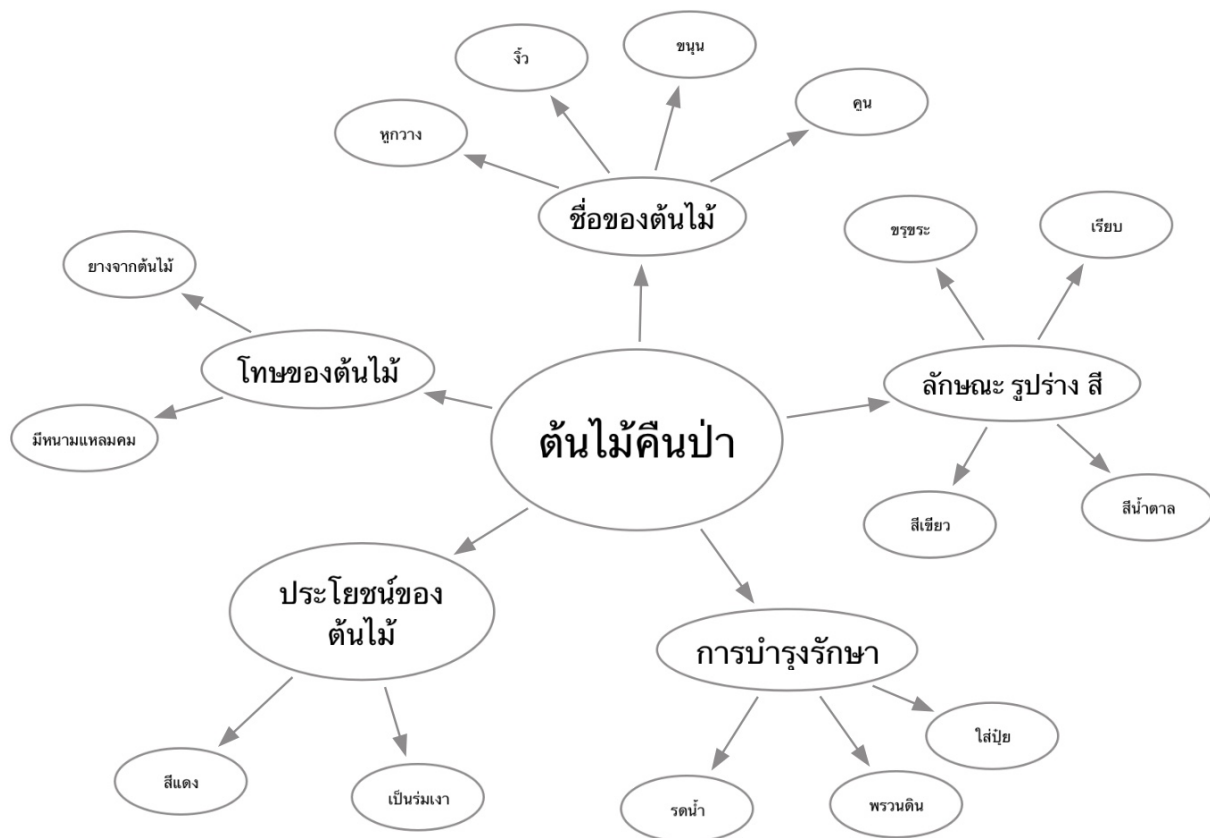 งิ้ว
ขนุน
คูน
หูกวาง
ชื่อของต้นไม้
ขรุขระ
เรียบ
ยางจากต้นไม้
โทษของต้นไม้
ลักษณะ รูปร่าง สี
มีหนามแหลมคม
ต้นไม้คืนป่า
สีเขียว
สีน้ำตาล
ประโยชน์ของ
ต้นไม้
การบำรุงรักษา
สีแดง
เป็นร่มเงา
รดน้ำ
พรวนดิน
ใส่ปุ๋ย